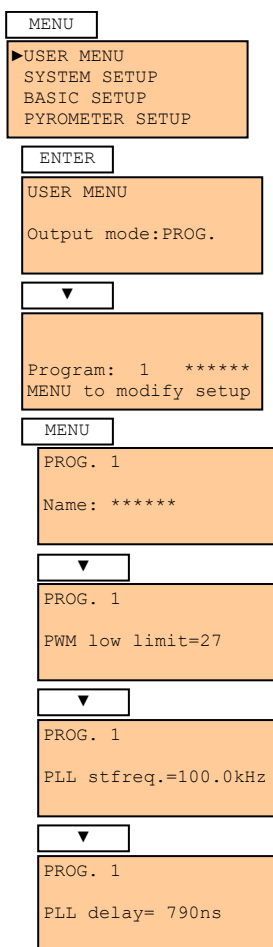 MENU
►USER MENU
SYSTEM SETUP
BASIC SETUP
PYROMETER SETUP
ENTER
USER MENU
Output mode:PROG.
▼
Program: 1 ******
MENU to modify setup
MENU
PROG. 1
Name: ******
▼
PROG. 1
PWM low limit=27
▼
PROG. 1
PLL stfreq.=100.0kHz
▼
PROG. 1
PLL delay= 790ns